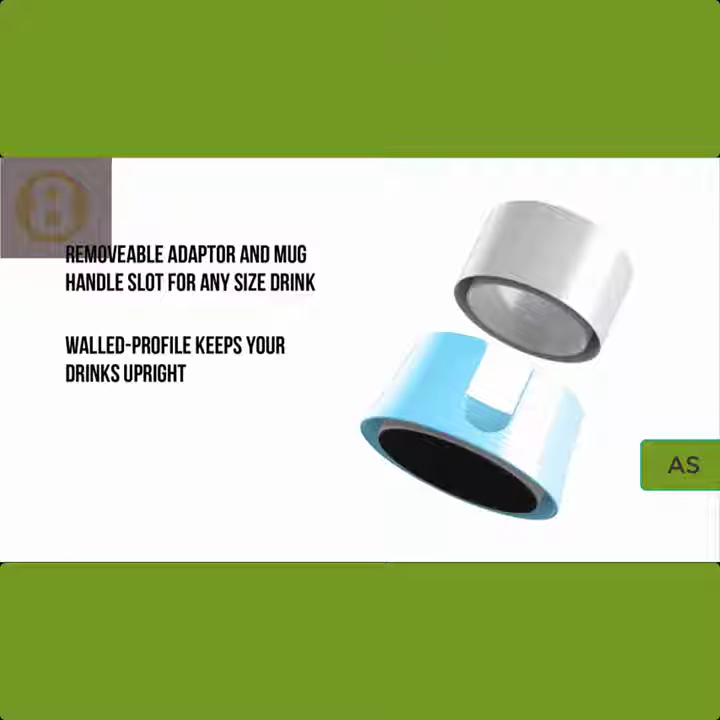 REMOVEABLE ADAPTOR AND MUG
HANDLE SLOT FOR ANY SIZE DRINK
WALLED-PROFILE KEEPS YOUR
DRINKS UPRIGHT
AS